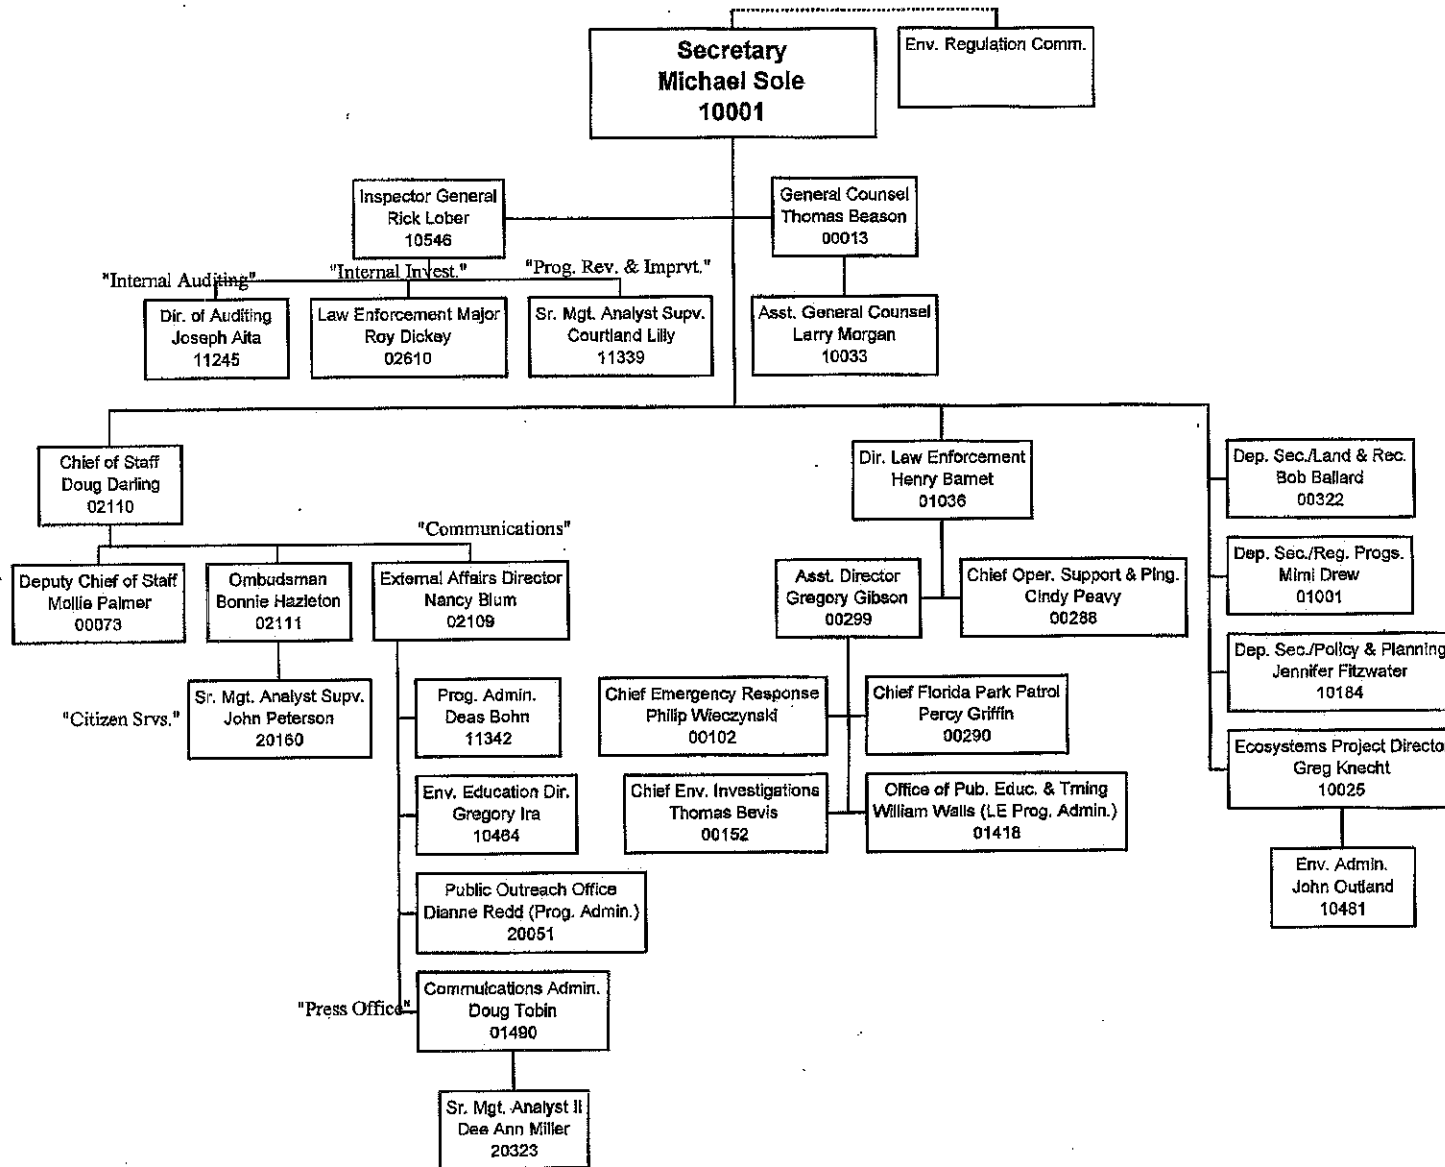 Secretary
Michael Sole
10001
Env. Regulation Comm.
Inspector General
Rick Lober
10546
General Counsel
Thomas Beason
00013
"Internal Auditing"
"Internal Invest."
"Prog. Rev. & Imprvt."
Dir. of Auditing
Joseph Aita
11245
Law Enforcement Major
Roy Dickey
02610
Sr. Mgt. Analyst Supv.
Courtland Lilly
11339
Asst. General Counsel
Larry Morgan
10033
Chief of Staff
Doug Darling
02110
Dir. Law Enforcement
Henry Barnet
01036
Dep. Sec./Land & Rec.
Bob Ballard
00322
"Communications"
Deputy Chief of Staff
Mollie Palmer
00073
Ombudsman
Bonnie Hazleton
02111
External Affairs Director
Nancy Blum
02109
Asst. Director
Gregory Gibson
00299
Chief Oper. Support & Plng.
Cindy Peavy
00288
Dep. Sec./Reg. Progs.
Mimi Drew
01001
Dep. Sec./Policy & Planning
Jennifer Fitzwater
10184
"Citizen Srvs."
Sr. Mgt. Analyst Supv.
John Peterson
20160
Prog. Admin.
Deas Bohn
11342
Chief Emergency Response
Philip Wieczynski
00102
Chief Florida Park Patrol
Percy Griffin
00290
Ecosystems Project Director
Greg Knecht
10025
Env. Education Dir.
Gregory Ira
10464
Chief Env. Investigations
Thomas Bevis
00152
Office of Pub. Educ. & Trning
William Walls (LE Prog. Admin.)
01418
Env. Admin.
John Outland
10481
Public Outreach Office
Dianne Redd (Prog. Admin.)
20051
"Press Office"
Commuications Admin.
Doug Tobin
01490
Sr. Mgt. Analyst II
Dee Ann Miller
20323